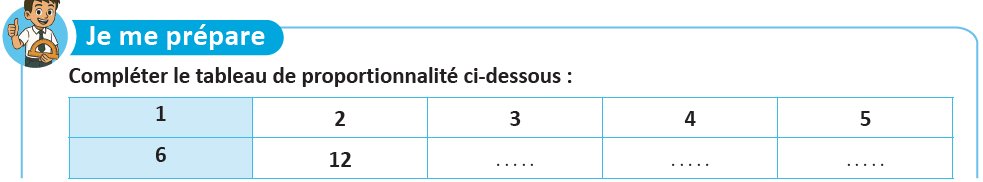 Je me prépare
Compléter le tableau de proportionnalité ci-dessous :
1 2 3 4 5
6 12 ..... ..... .....